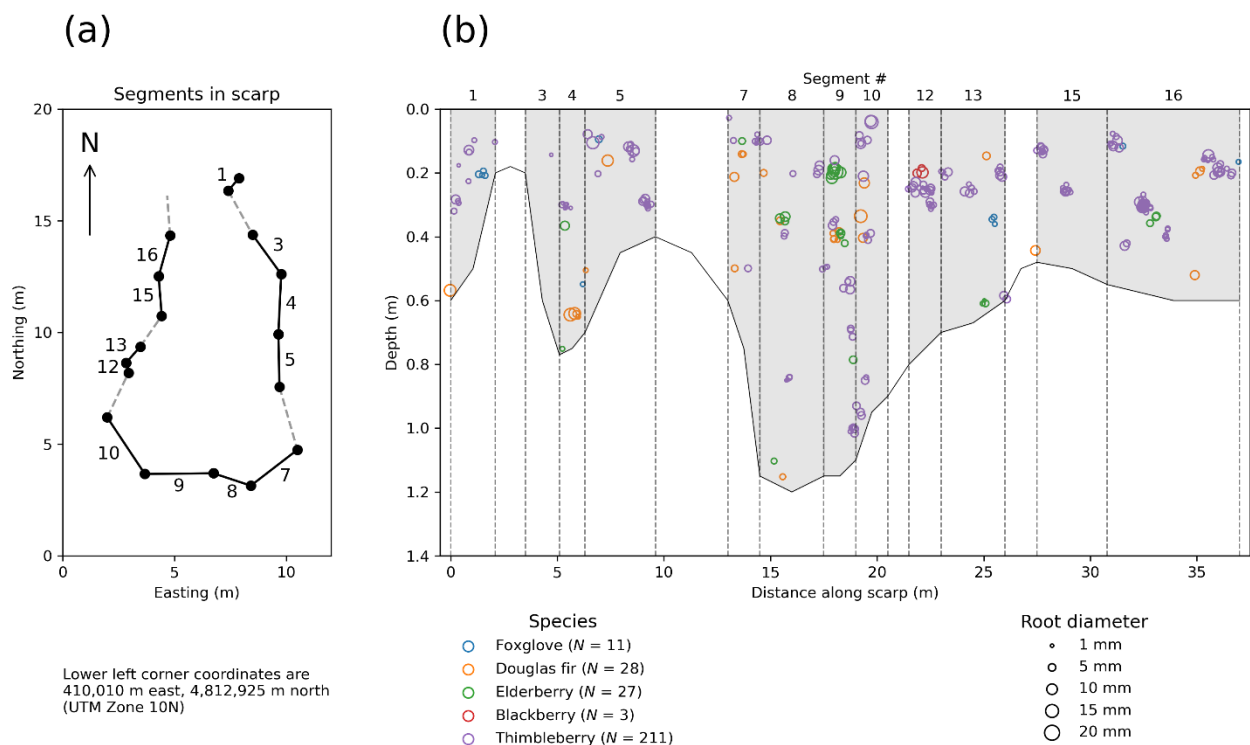 (a)
(b)
Segments in scarp
N
1
3
16
4
15
5
13
12
10
9
8
7
20
15
10
5
0
Northing (m)
0 5 10
Easting (m)
Lower left corner coordinates are
410,010 m east, 4,812,925 m north
(UTM Zone 10N)
Segment #
1 3 4 5 7 8 9 10 12 13 15 16
0.0
0.2
0.4
0.6
0.8
1.0
1.2
1.4
Depth (m)
0 5 10 15 20 25 30 35
Distance along scarp (m)
Species
Foxglove (N = 11)
Douglas fir (N = 28)
Elderberry (N = 27)
Blackberry (N = 3)
Thimbleberry (N = 211)
Root diameter
1 mm
5 mm
10 mm
15 mm
20 mm